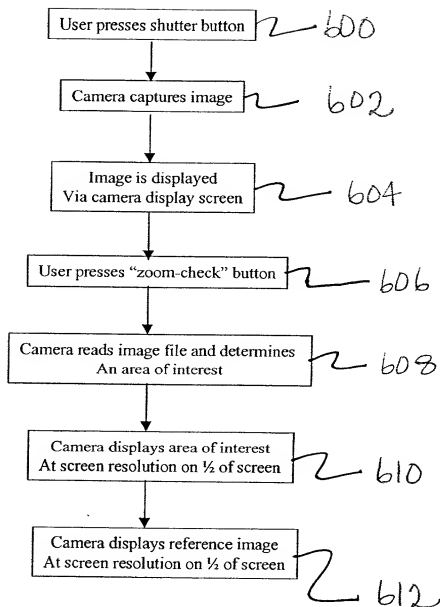 User presses shutter button 600
Camera captures image 602
Image is displayed
Via camera display screen 604
User presses “zoom-check” button 606
Camera reads image file and determines
An area of interest 608
Camera displays area of interest
At screen resolution on ½ of screen 610
Camera displays reference image
At screen resolution on ½ of screen 612